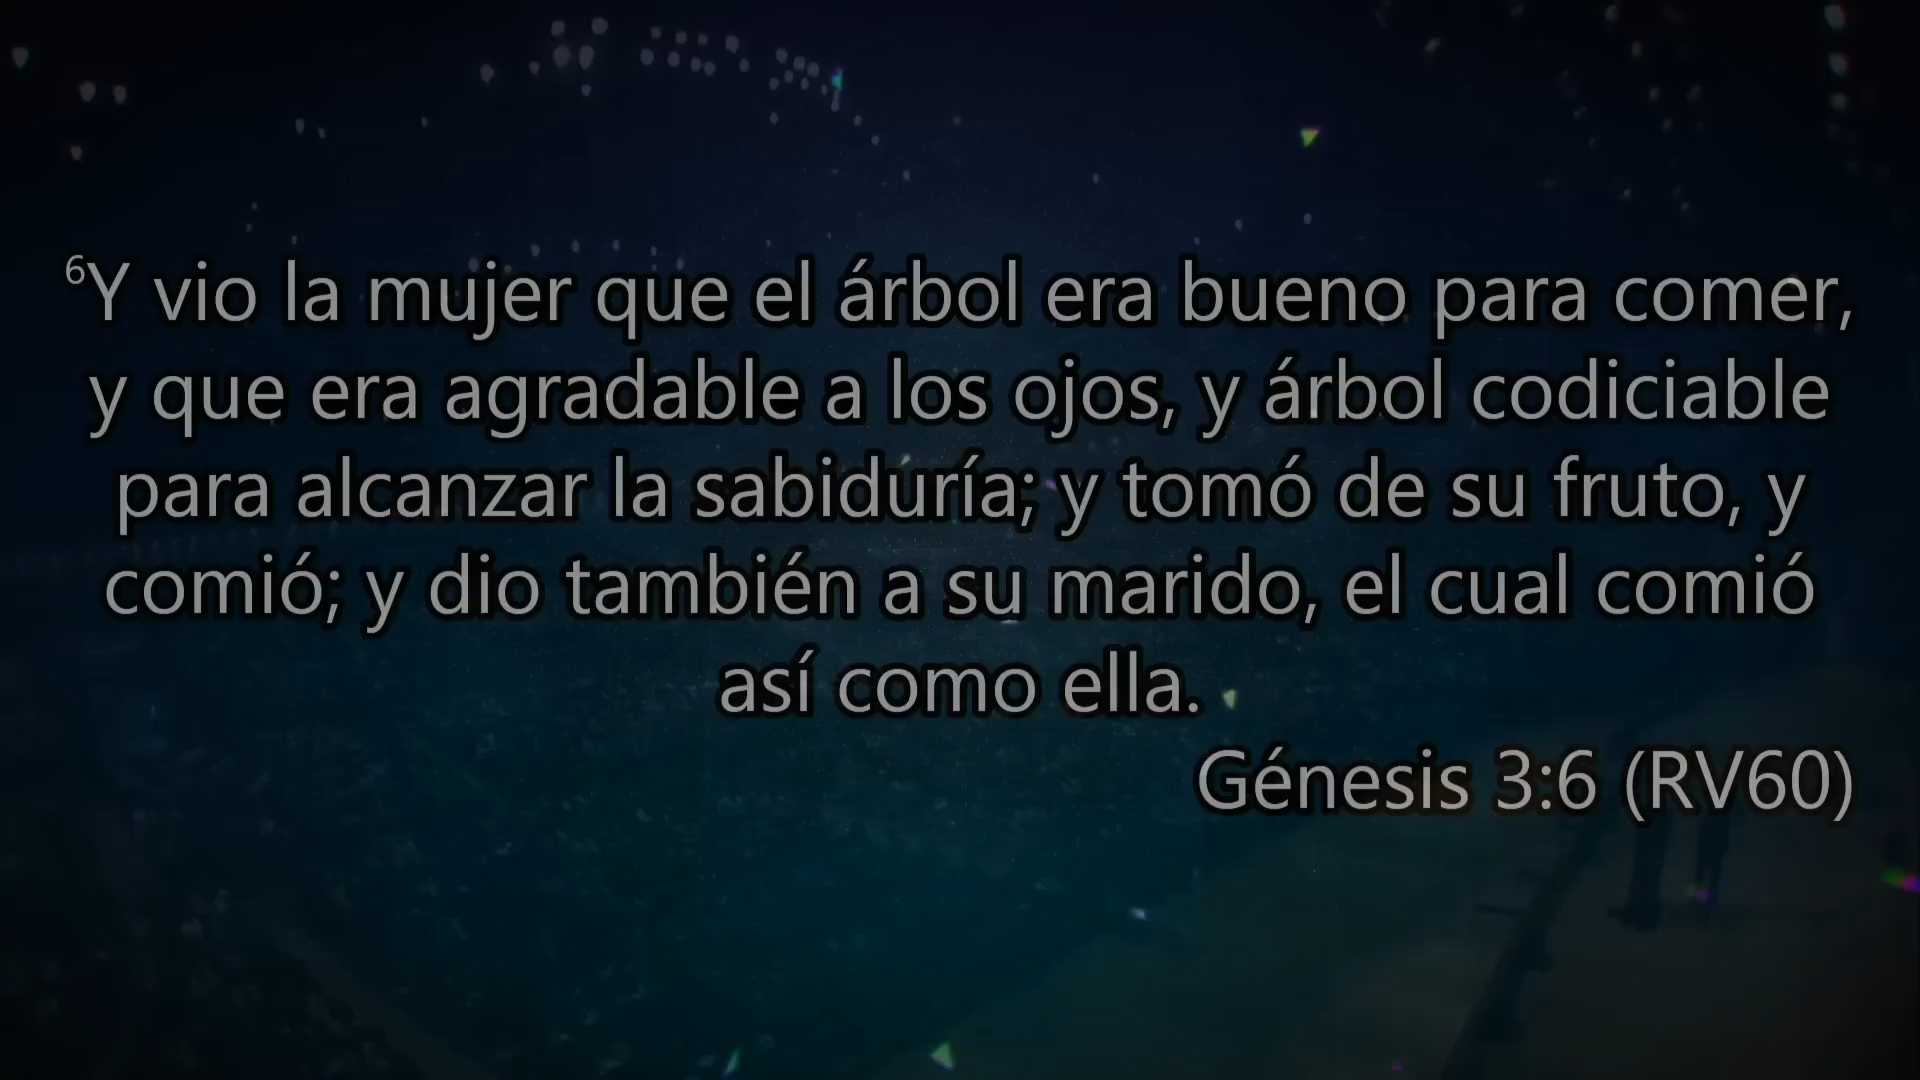 ⁶Y vio la mujer que el árbol era bueno para comer,
y que era agradable a los ojos, y árbol codiciable
para alcanzar la sabiduría; y tomó de su fruto, y
comió; y dio también a su marido, el cual comió
así como ella.
Génesis 3:6 (RV60)